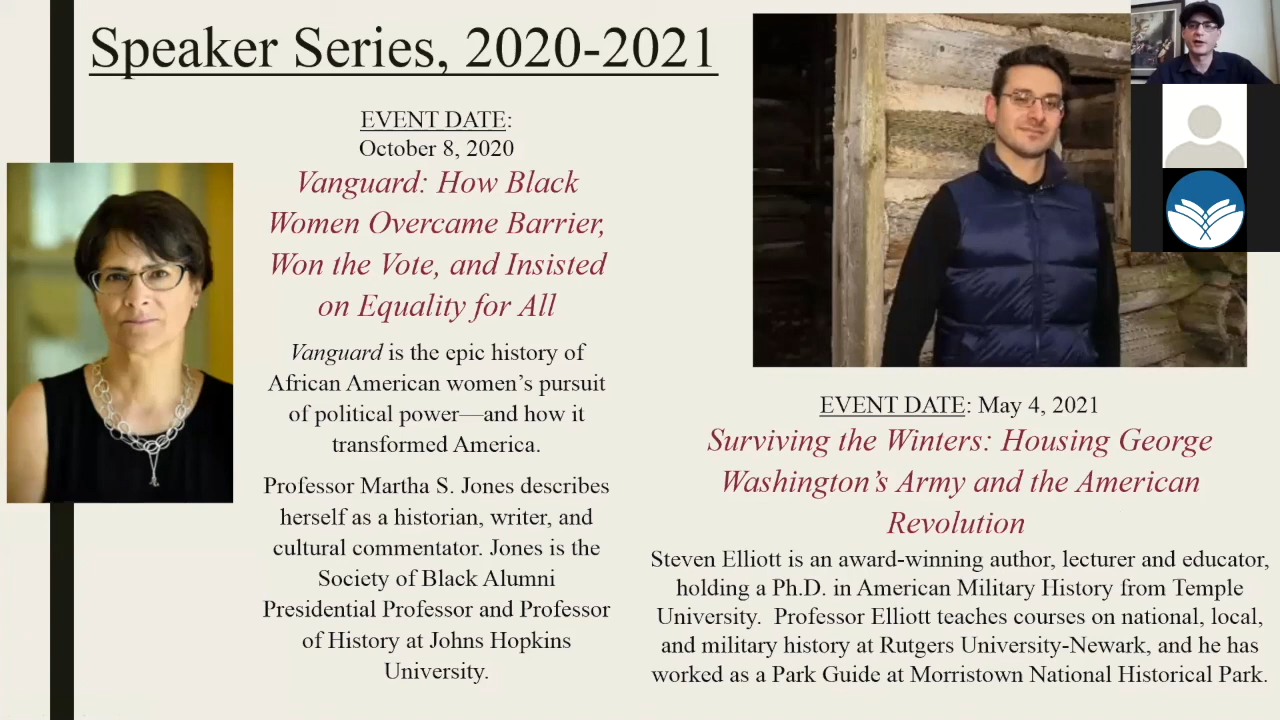 Speaker Series, 2020-2021
EVENT DATE:
October 8, 2020
Vanguard: How Black
Women Overcame Barrier,
Won the Vote, and Insisted
on Equality for All
Vanguard is the epic history of
African American women’s pursuit
of political power—and how it
transformed America.
Professor Martha S. Jones describes
herself as a historian, writer, and
cultural commentator. Jones is the
Society of Black Alumni
Presidential Professor and Professor
of History at Johns Hopkins
University.
EVENT DATE: May 4, 2021
Surviving the Winters: Housing George
Washington’s Army and the American
Revolution
Steven Elliott is an award-winning author, lecturer and educator,
holding a Ph.D. in American Military History from Temple
University.  Professor Elliott teaches courses on national, local,
and military history at Rutgers University-Newark, and he has
worked as a Park Guide at Morristown National Historical Park.